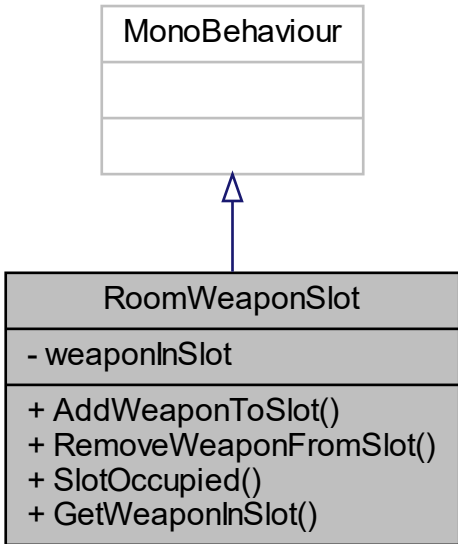 MonoBehaviour
RoomWeaponSlot
- weaponInSlot
+ AddWeaponToSlot()
+ RemoveWeaponFromSlot()
+ SlotOccupied()
+ GetWeaponInSlot()